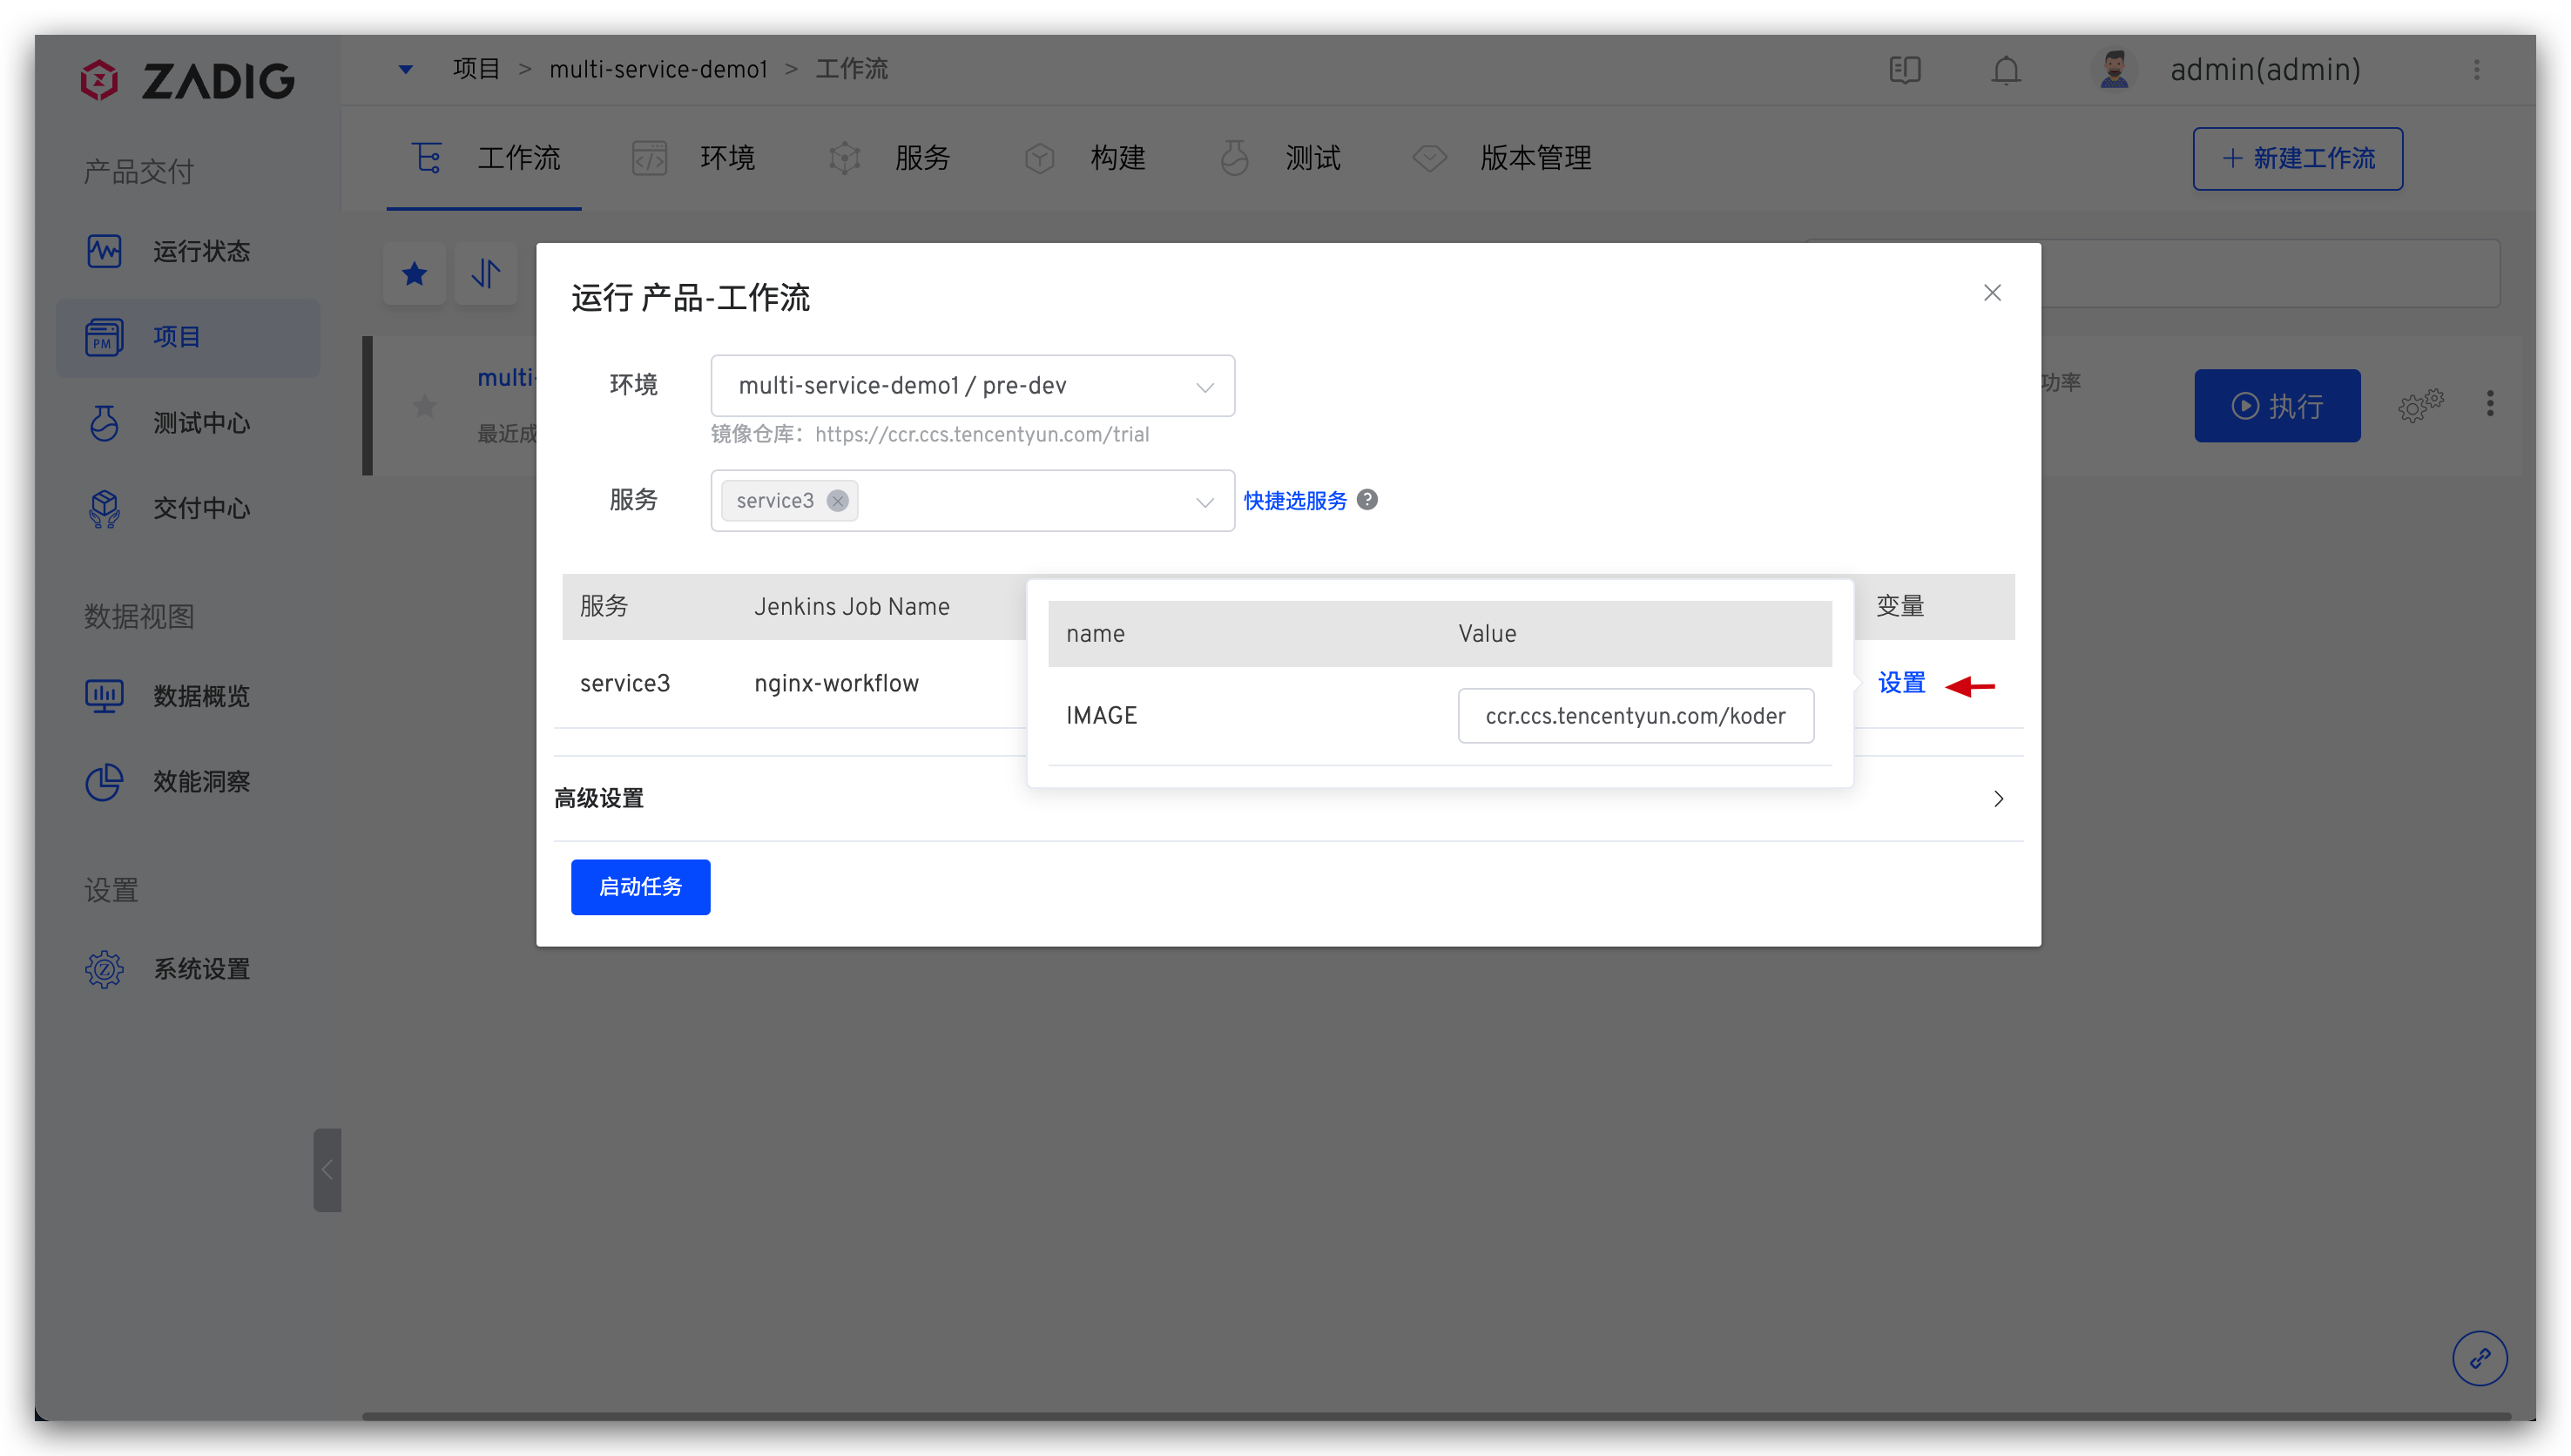 ZADIG
项目 > multi-service-demo1 > 工作流
admin(admin)
产品交付
工作流
环境
服务
构建
测试
版本管理
+ 新建工作流
运行状态
PM 项目
测试中心
交付中心
数据视图
数据概览
效能洞察
设置
系统设置
multi-
最近成
功率
执行
运行 产品-工作流
环境 multi-service-demo1 / pre-dev
镜像仓库: https://ccr.ccs.tencentyun.com/trial
服务 service3 快捷选服务 ?
服务 Jenkins Job Name 变量
name Value
service3 nginx-workflow 设置
IMAGE ccr.ccs.tencentyun.com/koder
高级设置
启动任务